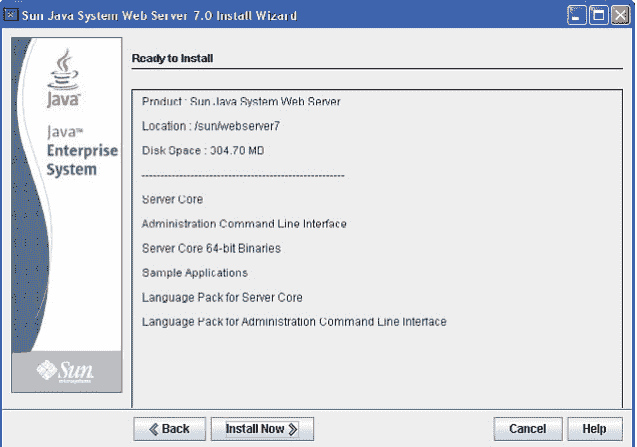 Sun Java System Web Server 7.0 Install Wizard
Java™
Java™
Enterprise
System
Sun
microsystems
Ready to Install
Product : Sun Java System Web Server
Location : /sun/webserver7
Disk Space : 304.70 MB
------------------------------------------------------
Server Core
Administration Command Line Interface
Server Core 64-bit Binaries
Sample Applications
Language Pack for Server Core
Language Pack for Administration Command Line Interface
Back
Install Now
Cancel
Help